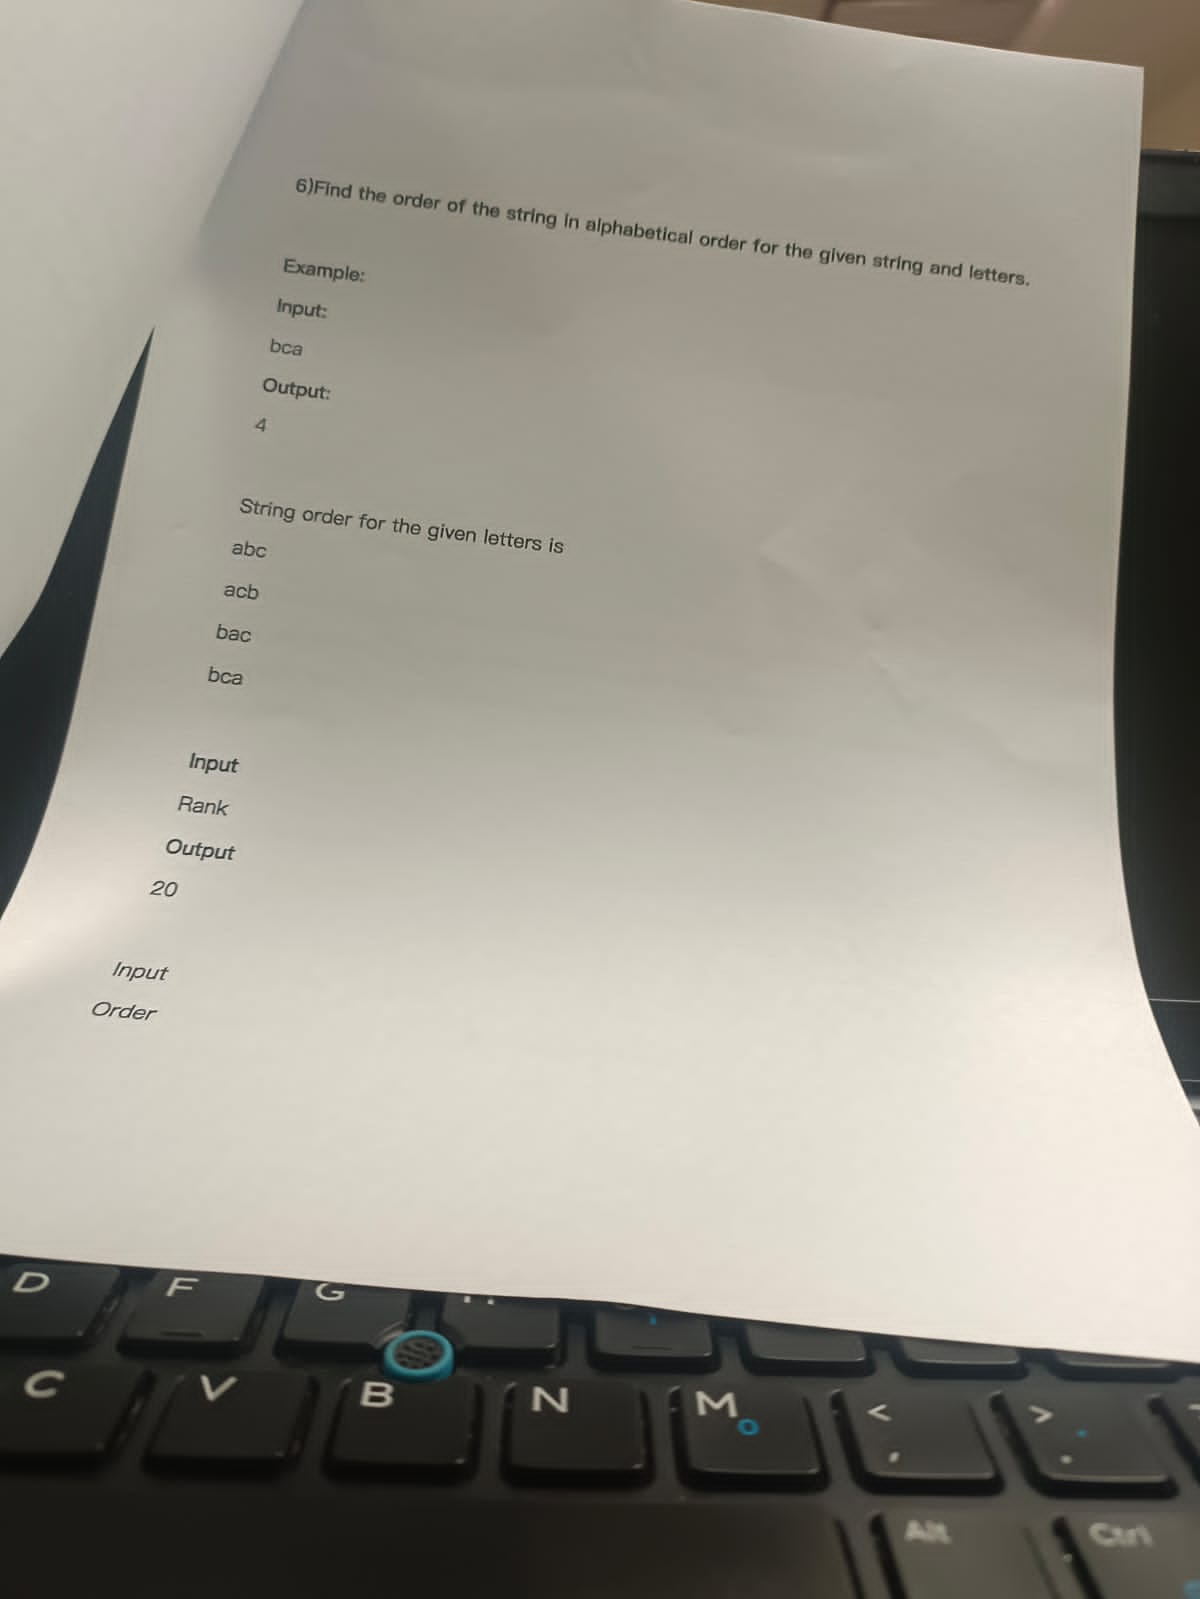 6)Find the order of the string in alphabetical order for the given string and letters.
Example:
Input:
bca
Output:
4
String order for the given letters is
abc
acb
bac
bca
Input
Rank
Output
20
Input
Order
D F G
C V B N M < ,  > .
Alt Ctrl